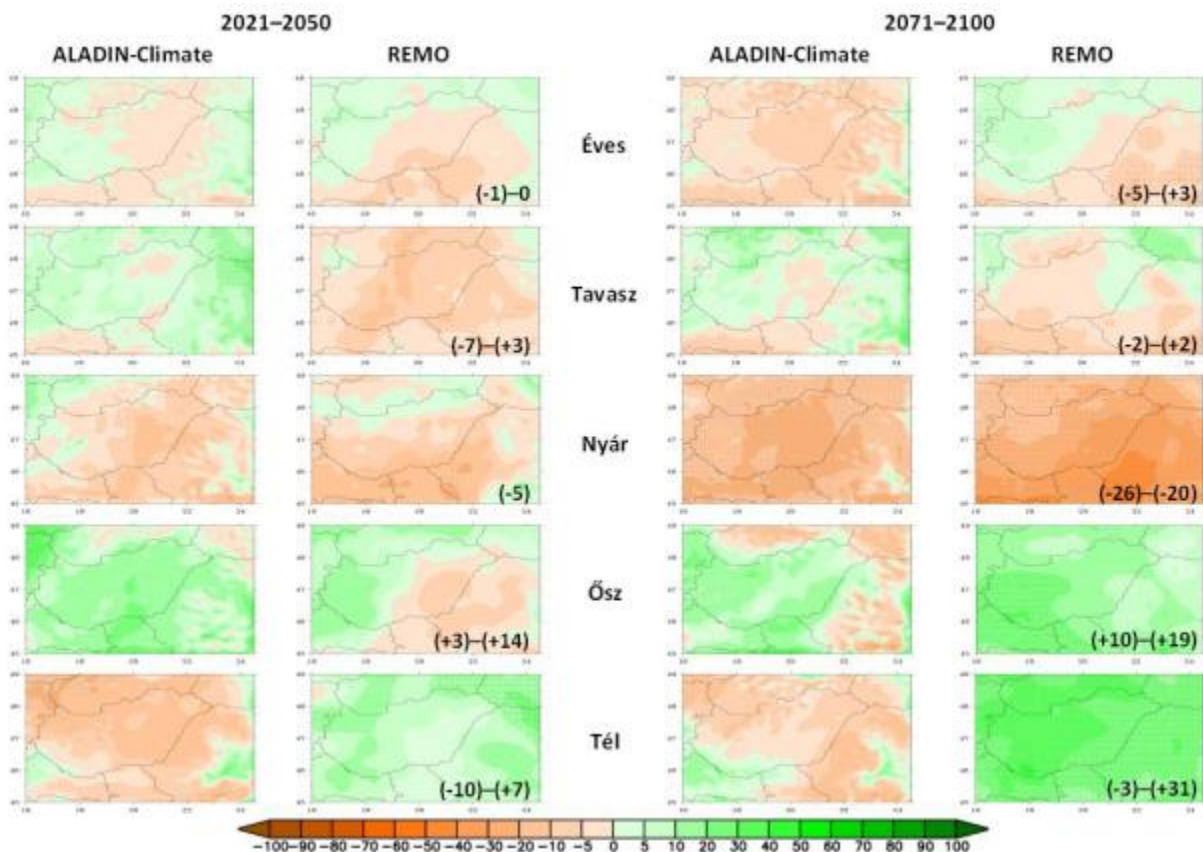 2021–2050 2071–2100
ALADIN-Climate REMO ALADIN-Climate REMO
Éves
(-1)–0 (-5)–(+3)
Tavasz
(-7)–(+3) (-2)–(+2)
Nyár
(-5) (-26)–(-20)
Ősz
(+3)–(+14) (+10)–(+19)
Tél
(-10)–(+7) (-3)–(+31)
-100 -90 -80 -70 -60 -50 -40 -30 -20 -10 -5 0 5 10 20 30 40 50 60 70 80 90 100